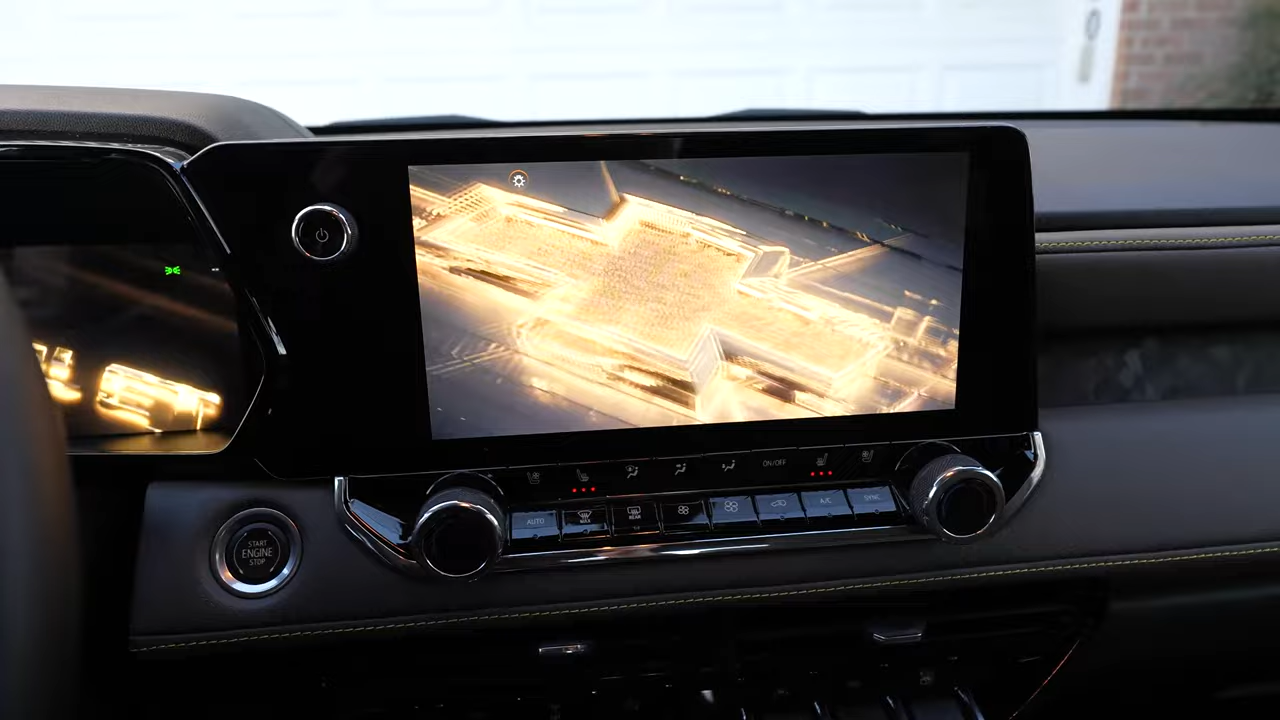 ON/OFF
AUTO
MAX
REAR
A/C
SYNC
START
ENGINE
STOP